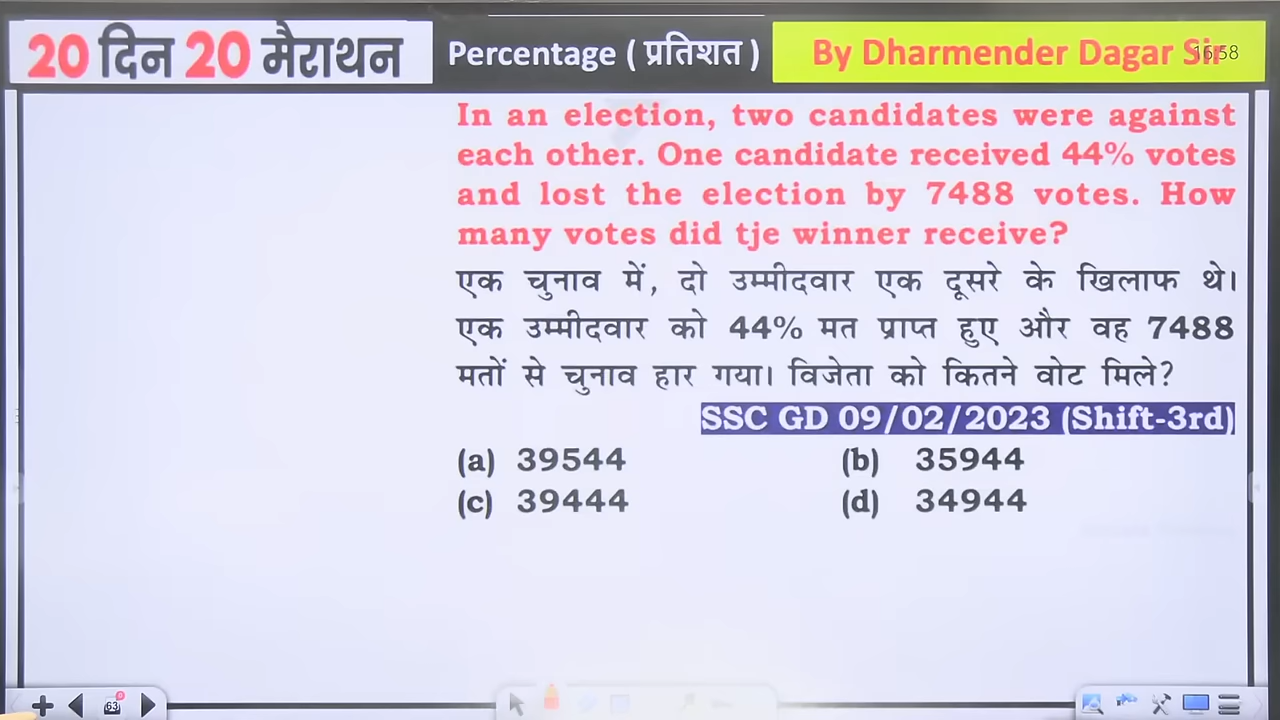 20 दिन 20 मैराथन
Percentage ( प्रतिशत )
By Dharmender Dagar Sir
16:58
In an election, two candidates were against
each other. One candidate received 44% votes
and lost the election by 7488 votes. How
many votes did tje winner receive?
एक चुनाव में, दो उम्मीदवार एक दूसरे के खिलाफ थे।
एक उम्मीदवार को 44% मत प्राप्त हुए और वह 7488
मतों से चुनाव हार गया। विजेता को कितने वोट मिले?
SSC GD 09/02/2023 (Shift-3rd)
(a) 39544 (b) 35944
(c) 39444 (d) 34944
63